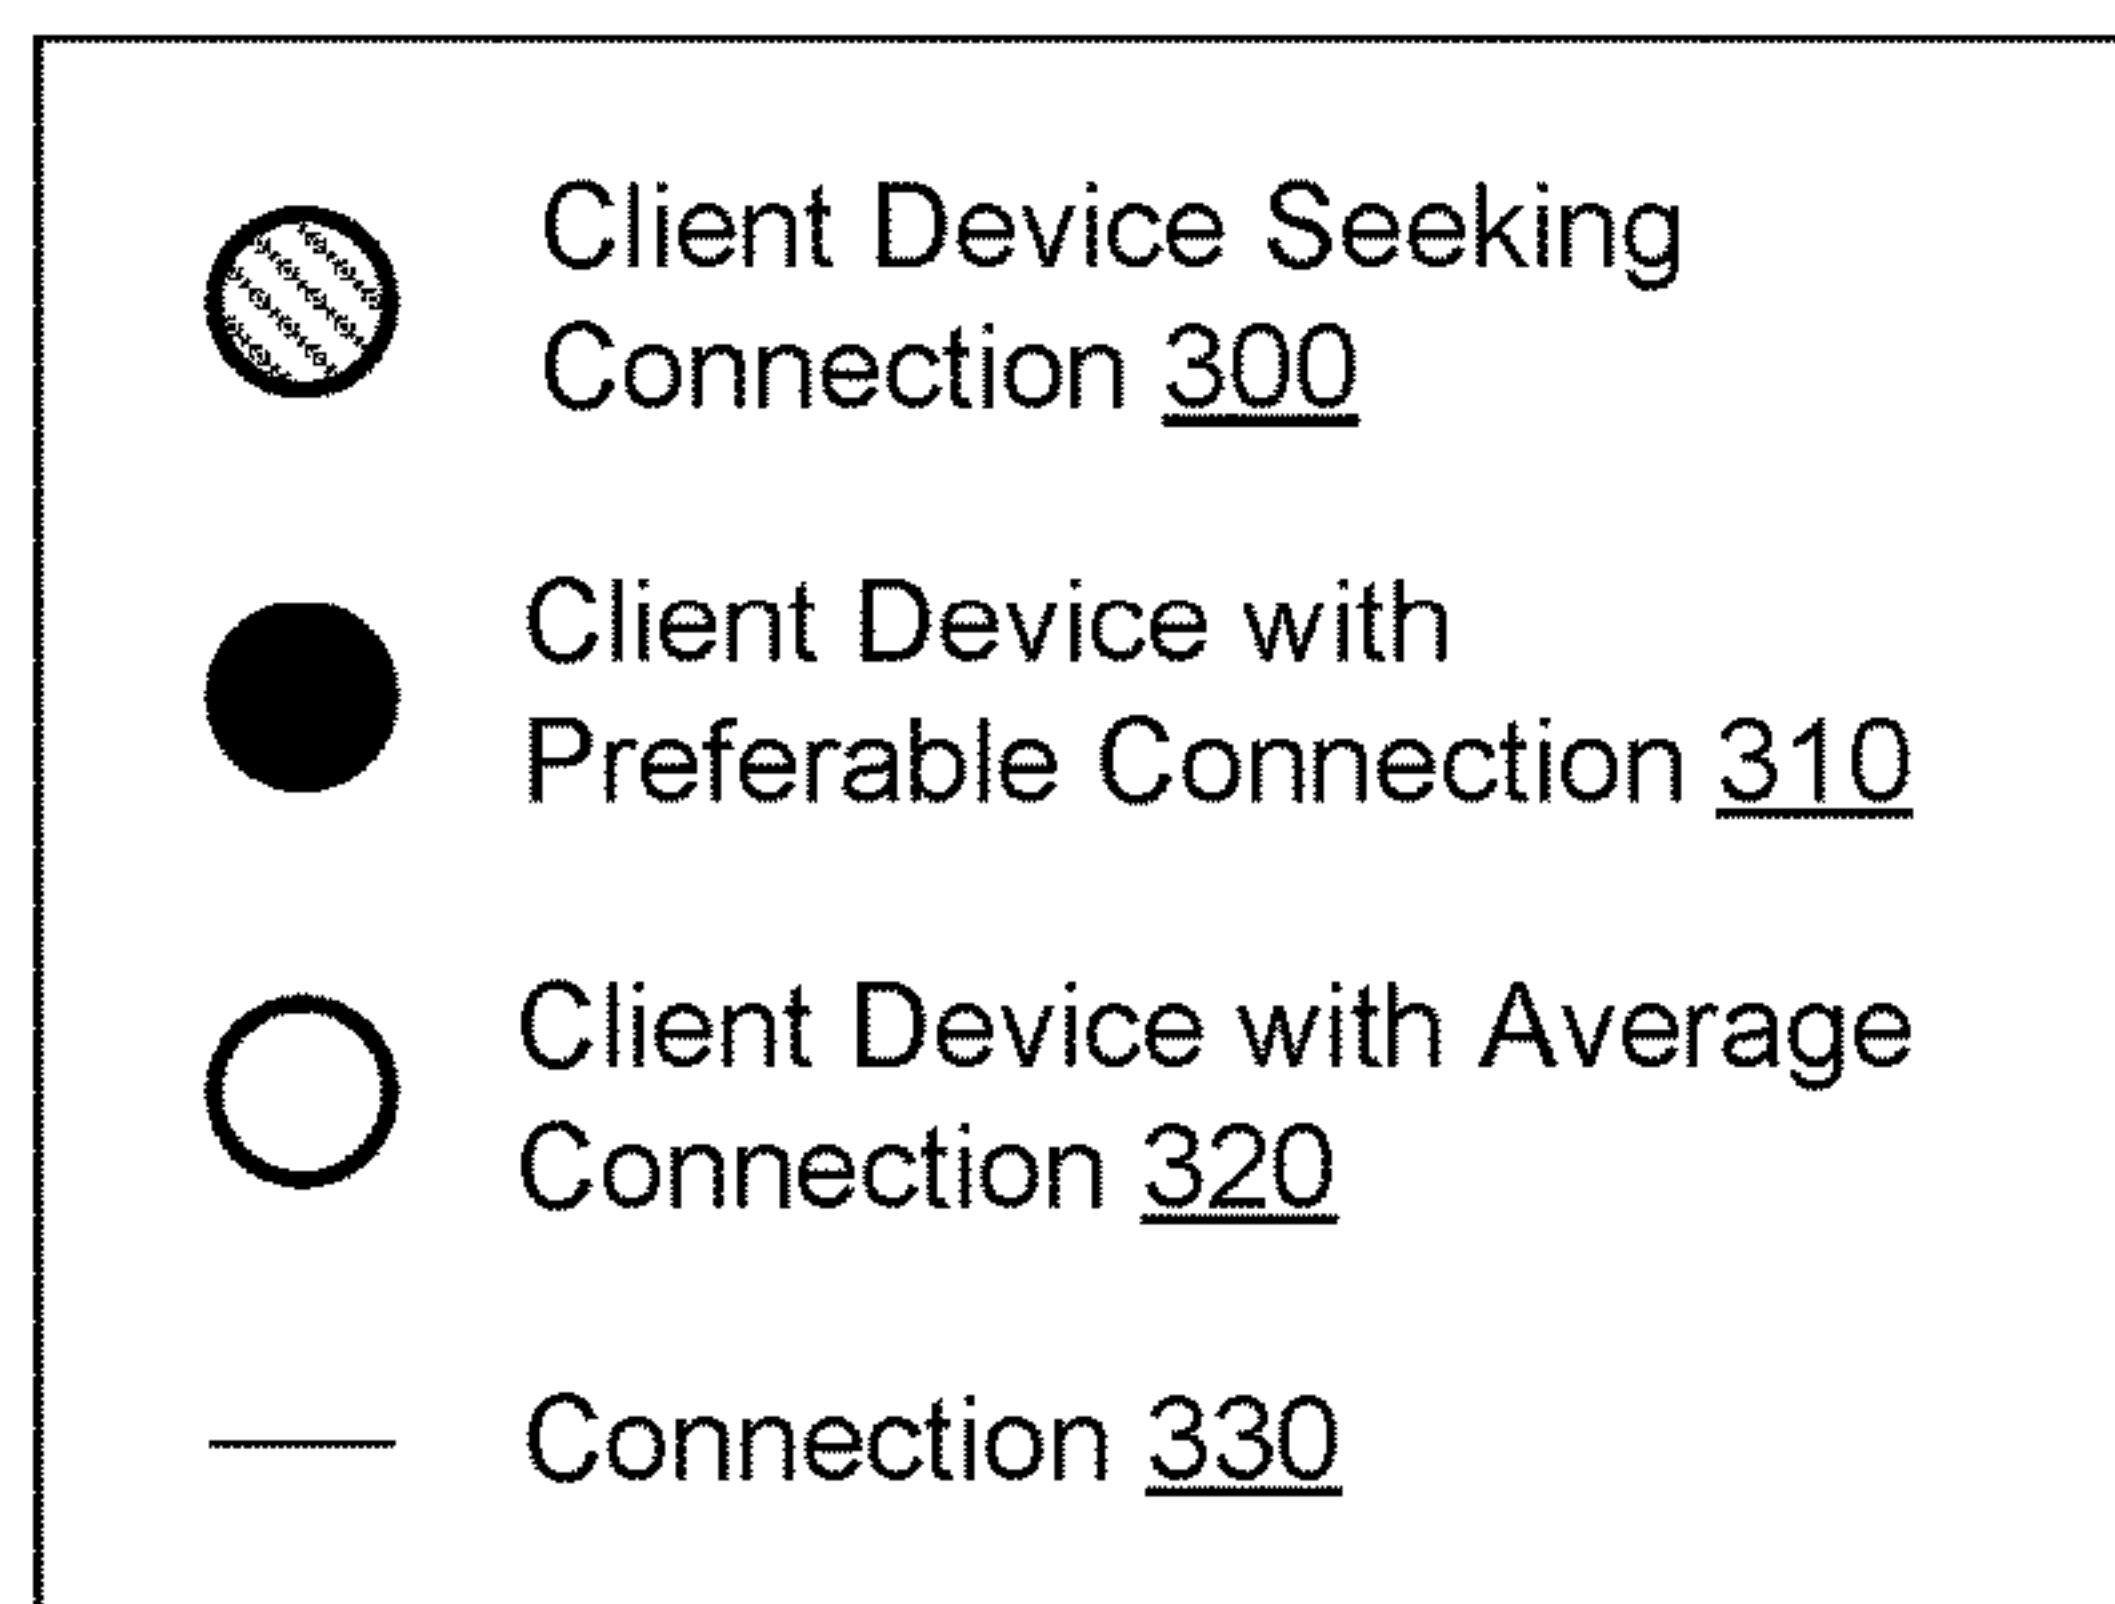 Client Device Seeking
Connection 300
Client Device with
Preferable Connection 310
Client Device with Average
Connection 320
Connection 330